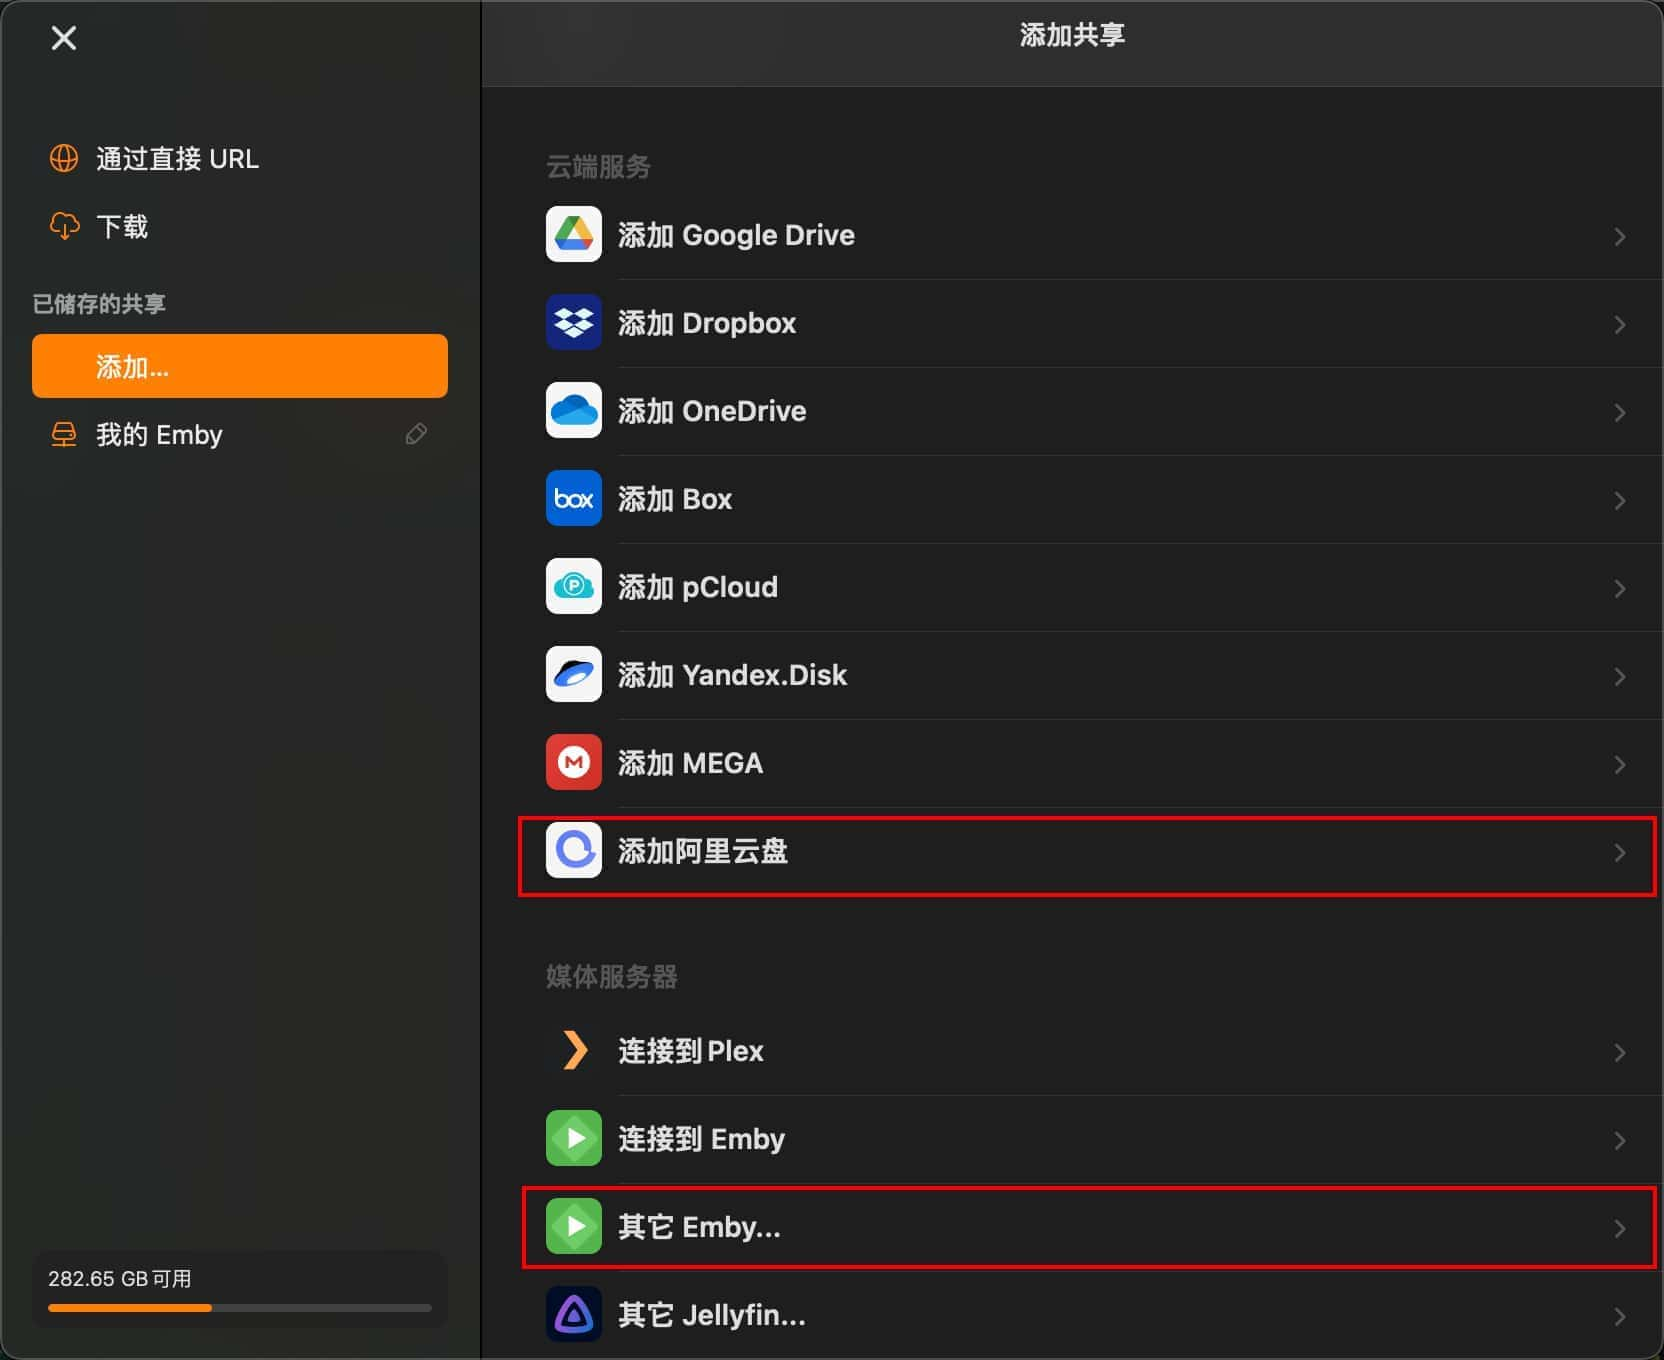 添加共享
通过直接 URL
下载
已储存的共享
添加...
我的 Emby
282.65 GB 可用
云端服务
添加 Google Drive
添加 Dropbox
添加 OneDrive
box
添加 Box
P
添加 pCloud
添加 Yandex.Disk
M
添加 MEGA
添加阿里云盘
媒体服务器
连接到 Plex
连接到 Emby
其它 Emby...
其它 Jellyfin...